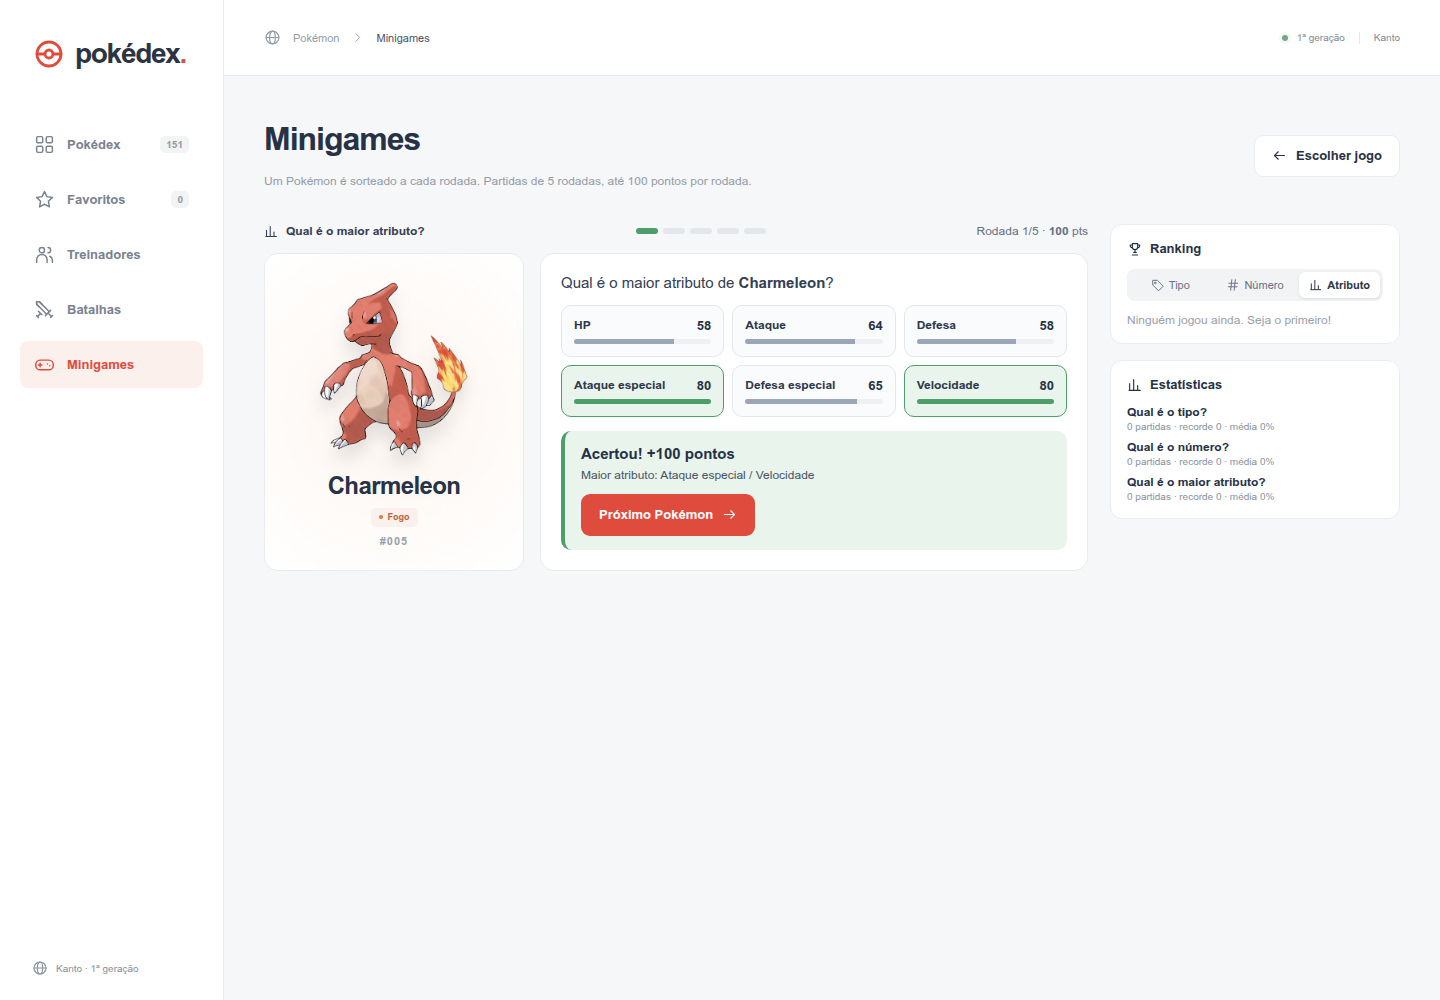 pokédex.
Pokédex 151
Favoritos 0
Treinadores
Batalhas
Minigames
Kanto · 1ª geração
Pokémon > Minigames
1ª geração | Kanto
Minigames
Um Pokémon é sorteado a cada rodada. Partidas de 5 rodadas, até 100 pontos por rodada.
← Escolher jogo
Qual é o maior atributo?
Rodada 1/5 · 100 pts
Charmeleon
• Fogo
#005
Qual é o maior atributo de Charmeleon?
HP 58
Ataque 64
Defesa 58
Ataque especial 80
Defesa especial 65
Velocidade 80
Acertou! +100 pontos
Maior atributo: Ataque especial / Velocidade
Próximo Pokémon →
Ranking
Tipo # Número Atributo
Ninguém jogou ainda. Seja o primeiro!
Estatísticas
Qual é o tipo?
0 partidas · recorde 0 · média 0%
Qual é o número?
0 partidas · recorde 0 · média 0%
Qual é o maior atributo?
0 partidas · recorde 0 · média 0%